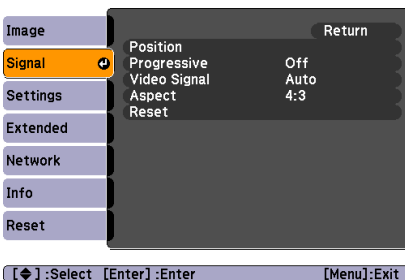 Image
Signal
Settings
Extended
Network
Info
Reset
Return
Position
Progressive Off
Video Signal Auto
Aspect 4:3
Reset
[◆] :Select [Enter] :Enter [Menu]:Exit